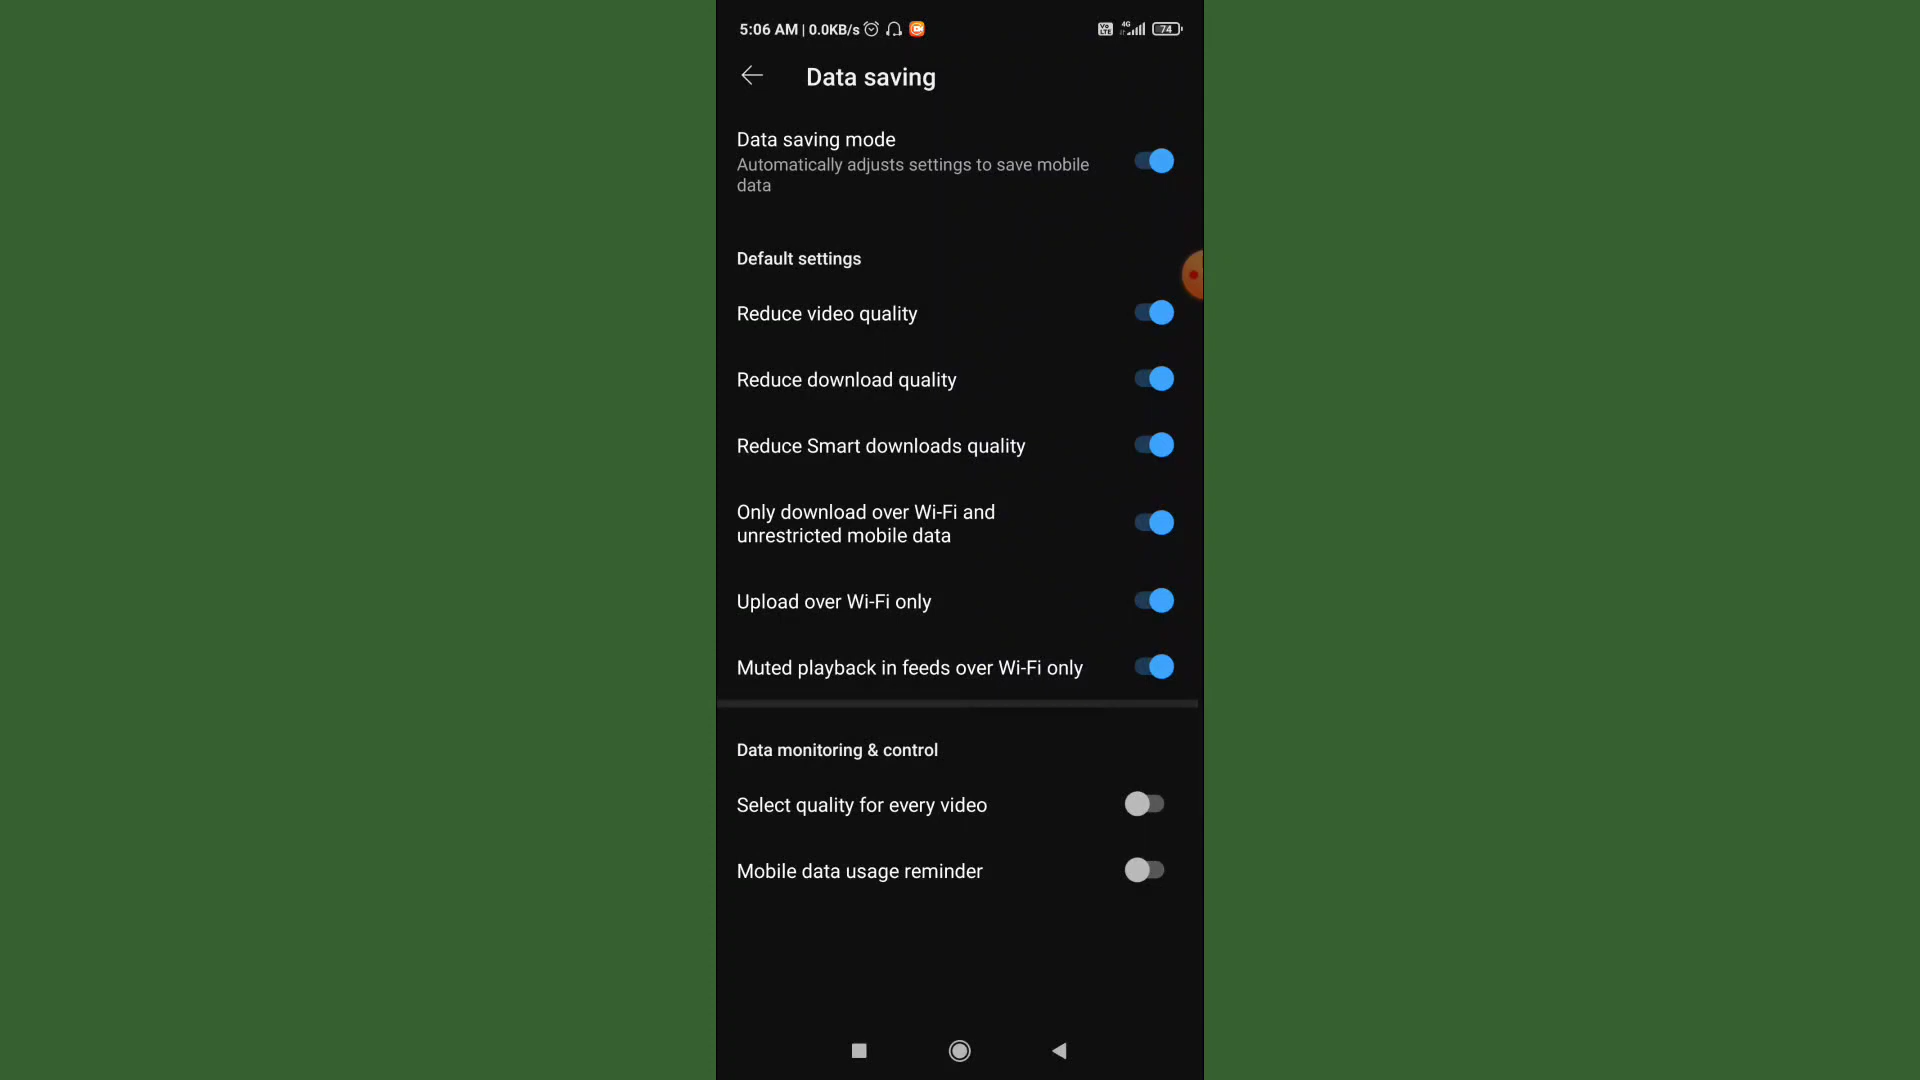 5:06 AM | 0.0KB/s
4G
74
Data saving
Data saving mode
Automatically adjusts settings to save mobile
data
Default settings
Reduce video quality
Reduce download quality
Reduce Smart downloads quality
Only download over Wi-Fi and
unrestricted mobile data
Upload over Wi-Fi only
Muted playback in feeds over Wi-Fi only
Data monitoring & control
Select quality for every video
Mobile data usage reminder